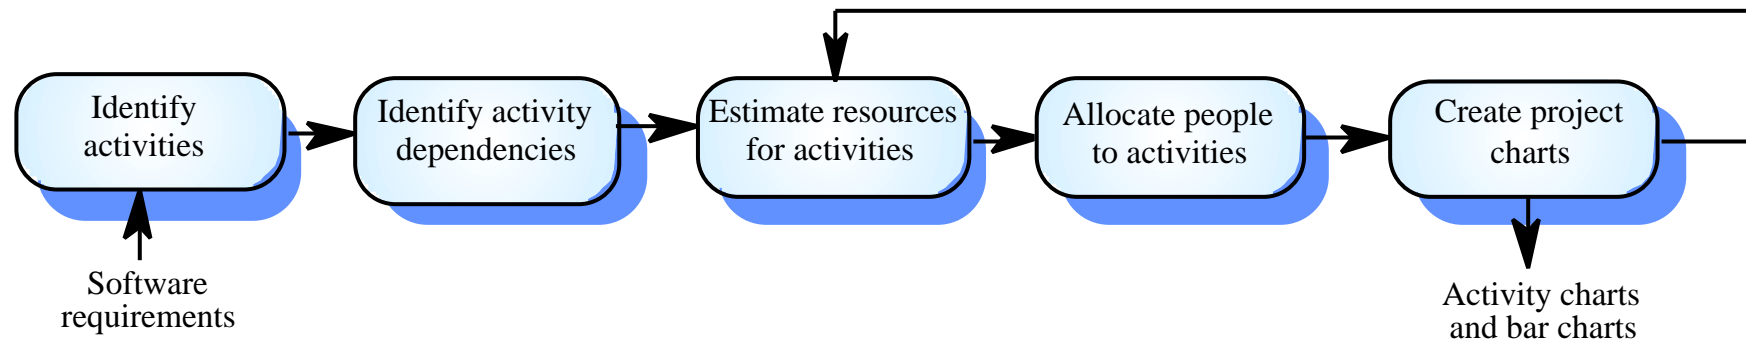 Identify
activities
Identify activity
dependencies
Estimate resources
for activities
Allocate people
to activities
Create project
charts
Software
requirements
Activity charts
and bar charts